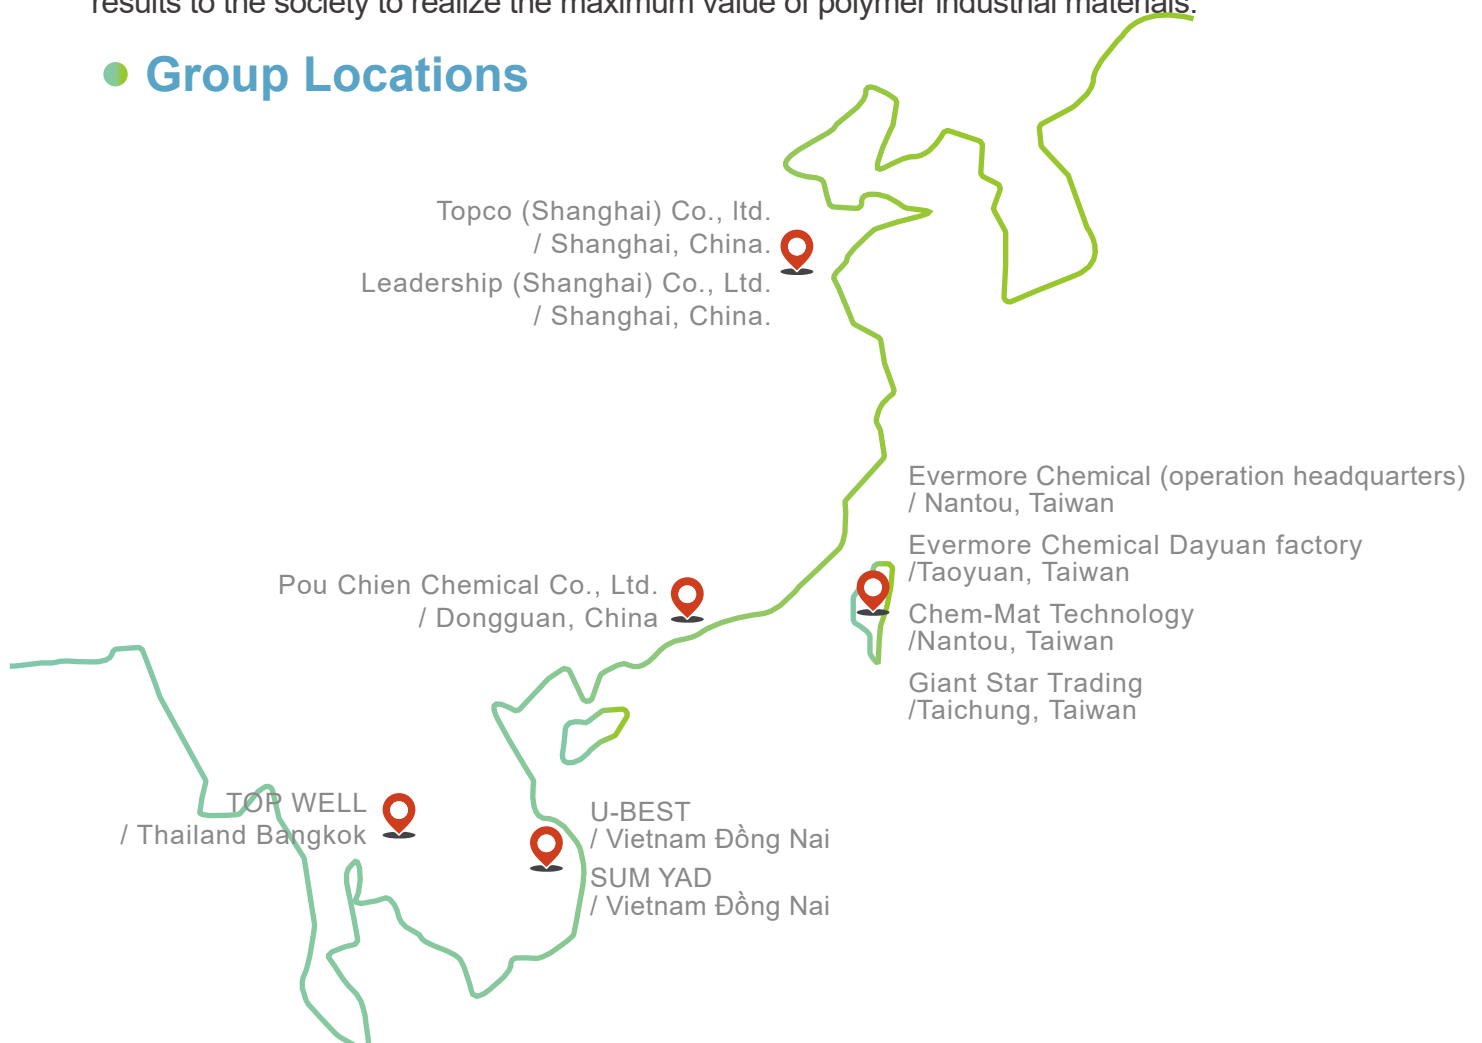 results to the society to realize the maximum value of polymer industrial materials.
Group Locations
Topco (Shanghai) Co., ltd.
/ Shanghai, China.
Leadership (Shanghai) Co., Ltd.
/ Shanghai, China.
Evermore Chemical (operation headquarters)
/ Nantou, Taiwan
Evermore Chemical Dayuan factory
/Taoyuan, Taiwan
Chem-Mat Technology
/Nantou, Taiwan
Giant Star Trading
/Taichung, Taiwan
Pou Chien Chemical Co., Ltd.
/ Dongguan, China
TOP WELL
/ Thailand Bangkok
U-BEST
/ Vietnam Đồng Nai
SUM YAD
/ Vietnam Đồng Nai